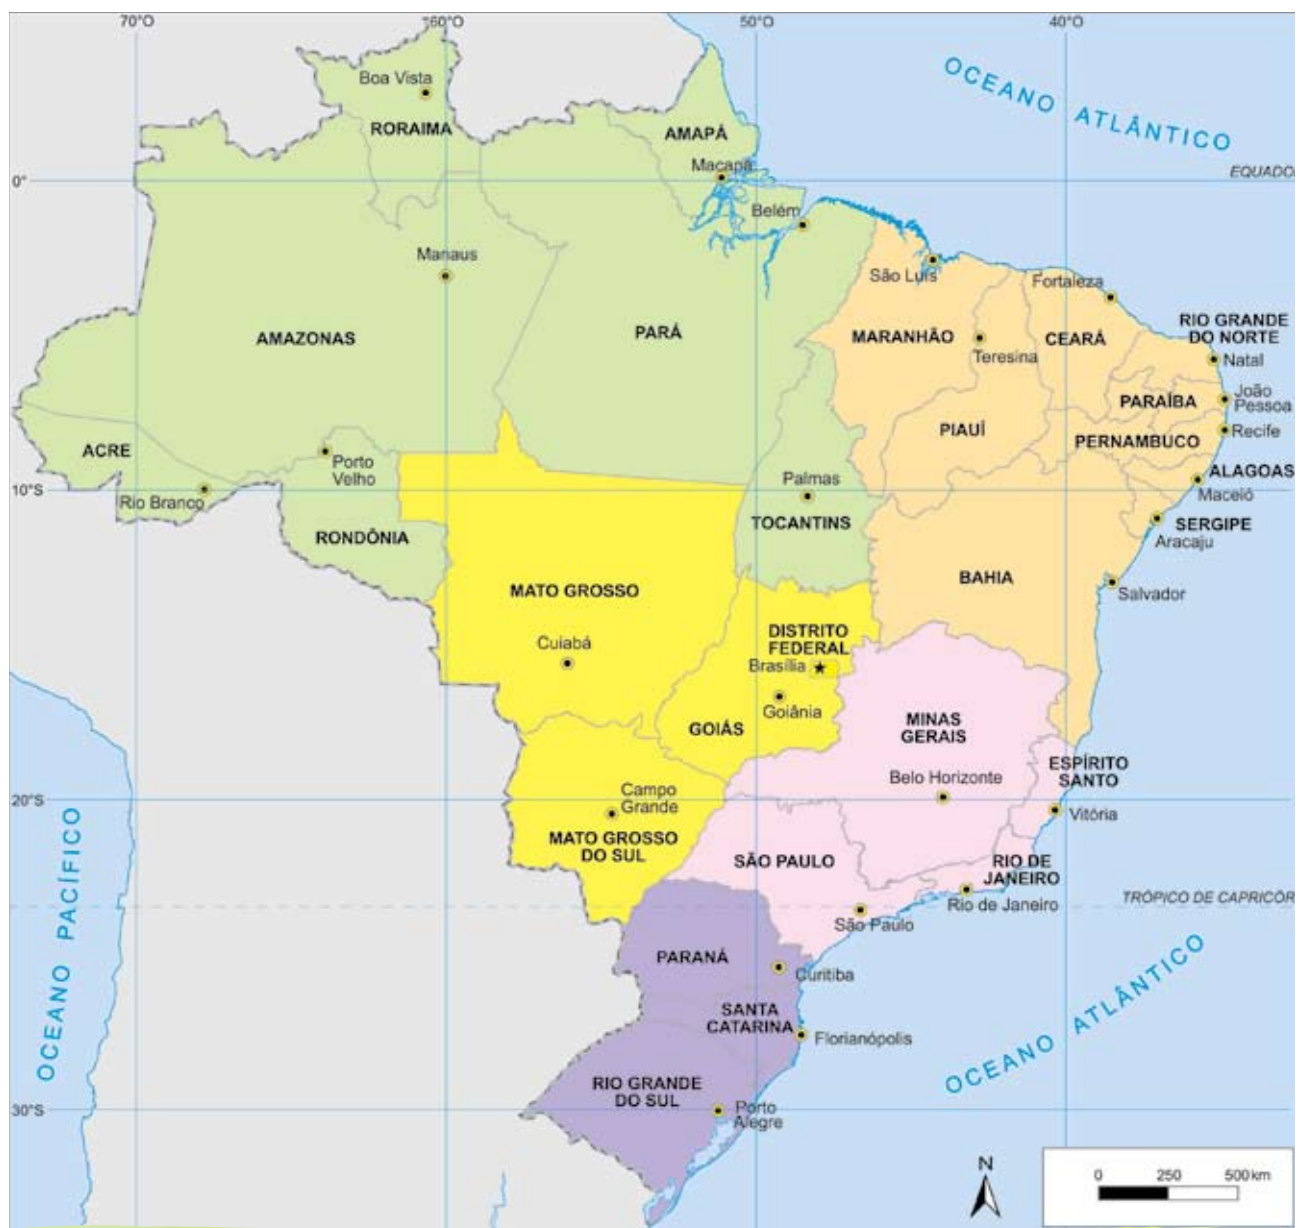 70°O
60°O
50°O
40°O
OCEANO ATLÂNTICO
Boa Vista
RORAIMA
AMAPÁ
Macapá
0°
EQUADO
Belém
Manaus
São Luís
Fortaleza
RIO GRANDE
DO NORTE
AMAZONAS
PARÁ
MARANHÃO
CEARÁ
Teresina
Natal
João
Pessoa
PARAÍBA
PIAUÍ
PERNAMBUCO
Recife
ACRE
Porto
Velho
ALAGOAS
Palmas
Maceió
10°S
Rio Branco
TOCANTINS
SERGIPE
RONDÔNIA
Aracaju
BAHIA
MATO GROSSO
Salvador
DISTRITO
FEDERAL
Cuiabá
Brasília
Goiânia
GOIÁS
MINAS
GERAIS
ESPÍRITO
SANTO
Belo Horizonte
Campo
Grande
20°S
Vitória
MATO GROSSO
DO SUL
SÃO PAULO
RIO DE
JANEIRO
TRÓPICO DE CAPRICÓR
Rio de Janeiro
São Paulo
OCEANO PACÍFICO
PARANÁ
Curitiba
OCEANO ATLÂNTICO
SANTA
CATARINA
Florianópolis
RIO GRANDE
DO SUL
30°S
Porto
Alegre
N
0 250 500 km